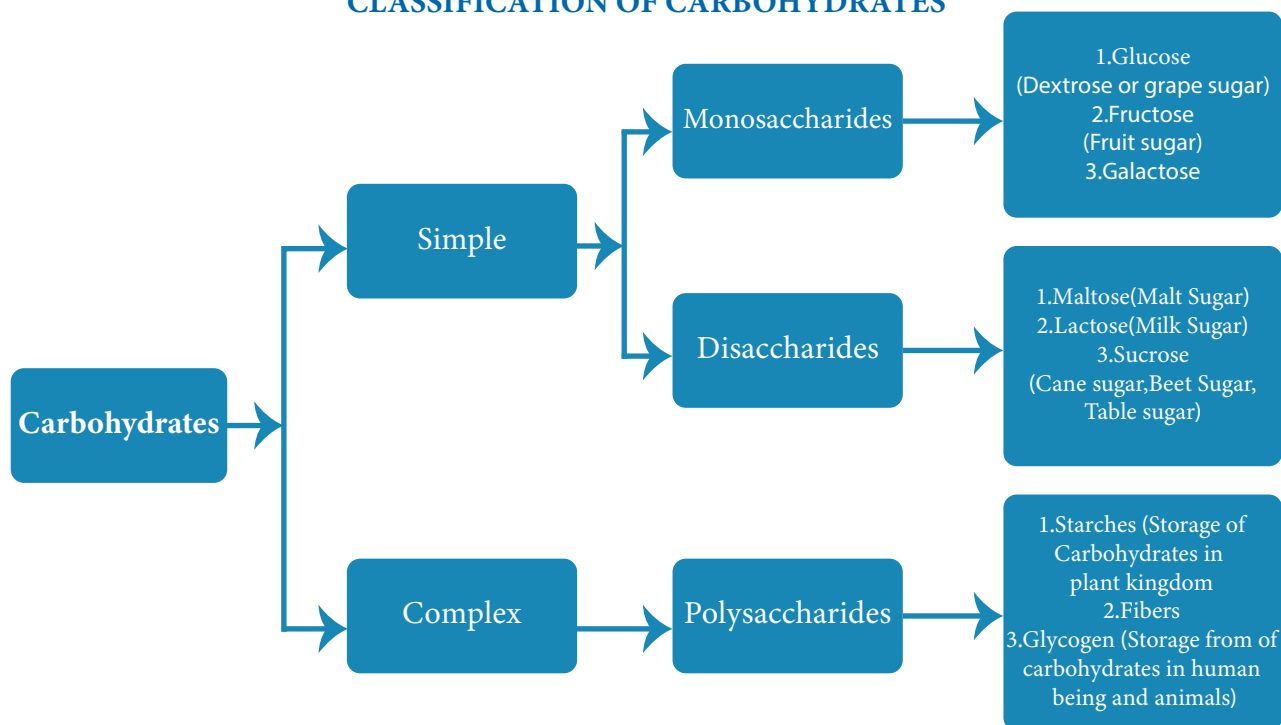 CLASSIFICATION OF CARBOHYDRATES
Carbohydrates
Simple
Monosaccharides
1.Glucose
(Dextrose or grape sugar)
2.Fructose
(Fruit sugar)
3.Galactose
Disaccharides
1.Maltose(Malt Sugar)
2.Lactose(Milk Sugar)
3.Sucrose
(Cane sugar,Beet Sugar,
Table sugar)
Complex
Polysaccharides
1.Starches (Storage of
Carbohydrates in
plant kingdom
2.Fibers
3.Glycogen (Storage from of
carbohydrates in human
being and animals)